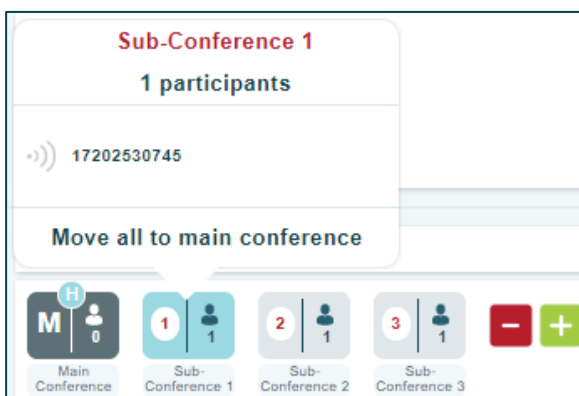 Sub-Conference 1
1 participants
17202530745
Move all to main conference
H
M 0
1 1
2 1
3 1
Main Conference
Sub-Conference 1
Sub-Conference 2
Sub-Conference 3